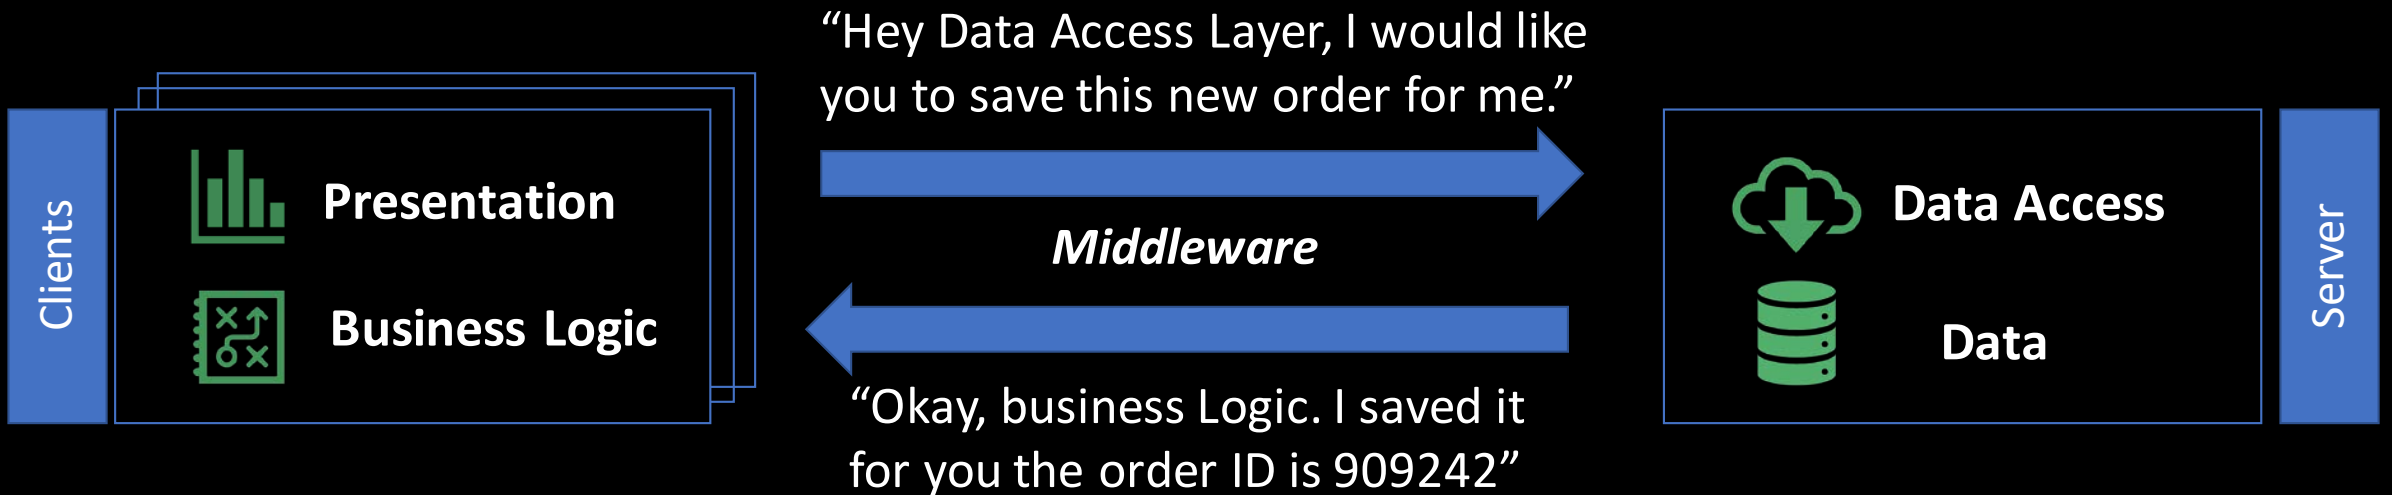 “Hey Data Access Layer, I would like
you to save this new order for me.”
Clients
Presentation
Business Logic
Middleware
Data Access
Data
Server
“Okay, business Logic. I saved it
for you the order ID is 909242”